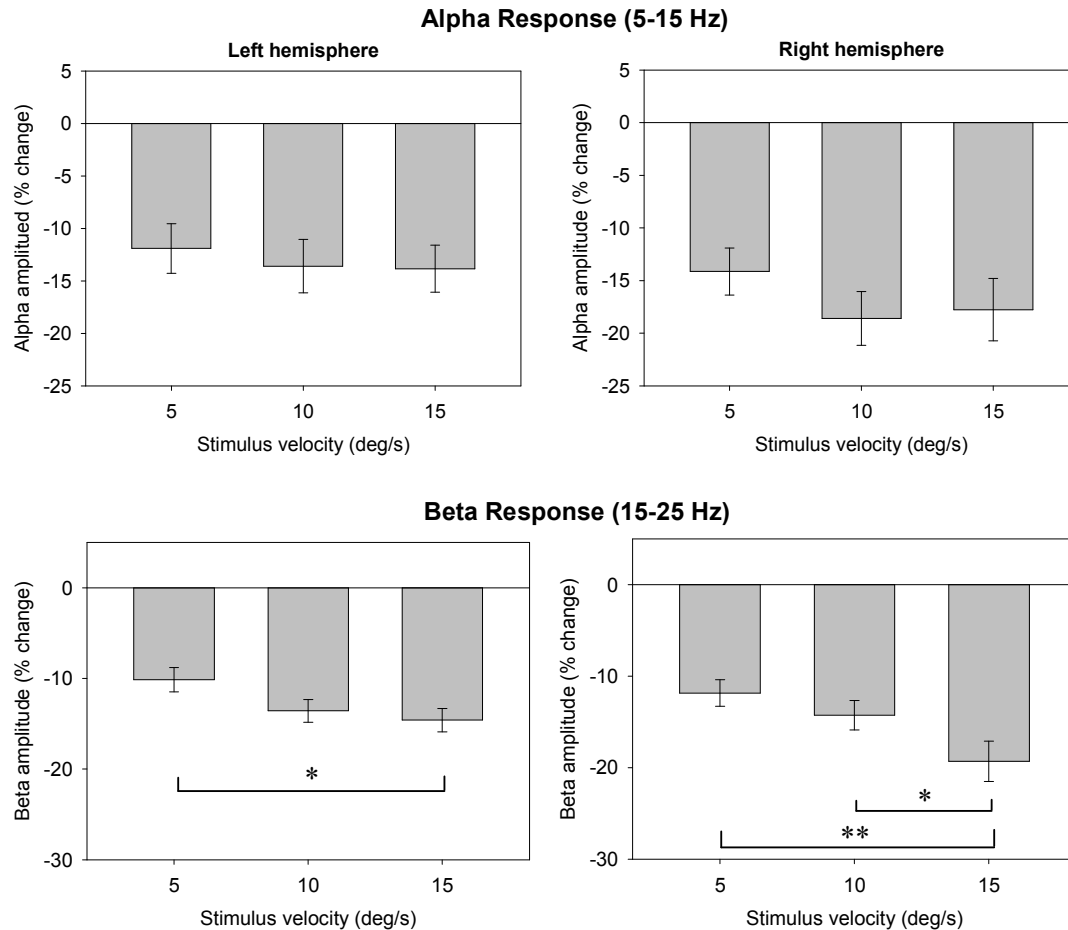 Alpha Response (5-15 Hz)
Left hemisphere
Right hemisphere
Alpha amplitued (% change)
5
0
-5
-10
-15
-20
-25
5 10 15
Stimulus velocity (deg/s)
Alpha amplitude (% change)
5
0
-5
-10
-15
-20
-25
5 10 15
Stimulus velocity (deg/s)
Beta Response (15-25 Hz)
Beta amplitude (% change)
0
-10
-20
-30
*
5 10 15
Stimulus velocity (deg/s)
Beta amplitude (% change)
0
-10
-20
-30
*
**
5 10 15
Stimulus velocity (deg/s)